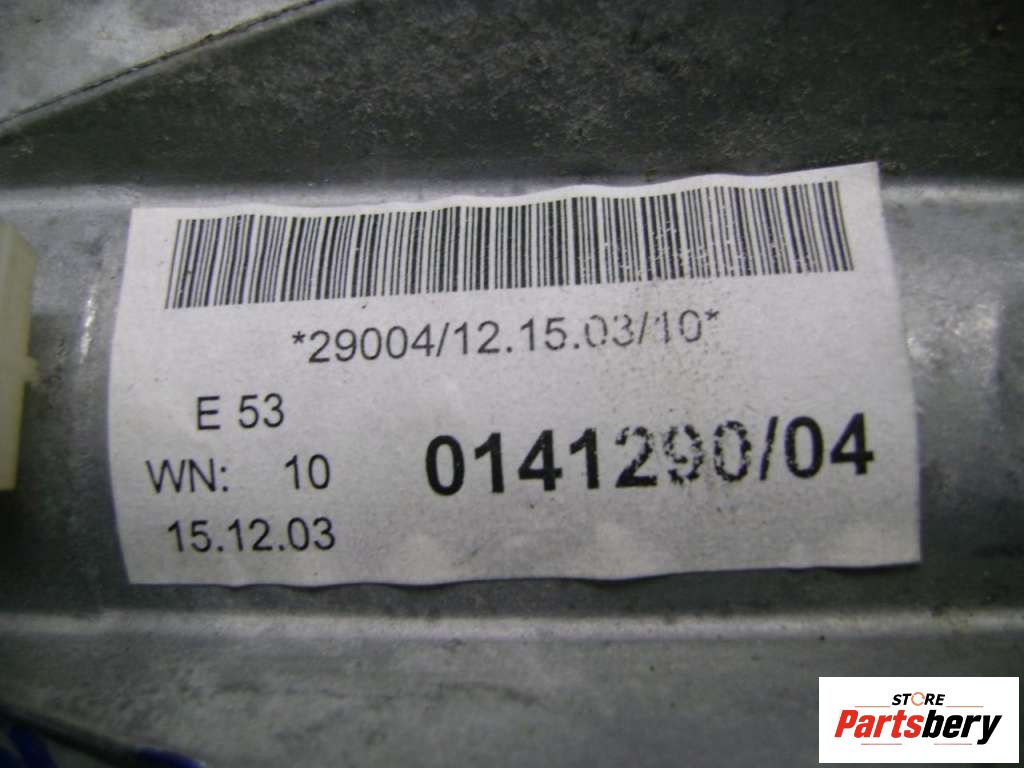 *29004/12.15.03/10*
E 53
WN: 10
0141290/04
15.12.03
STORE
Partsbery